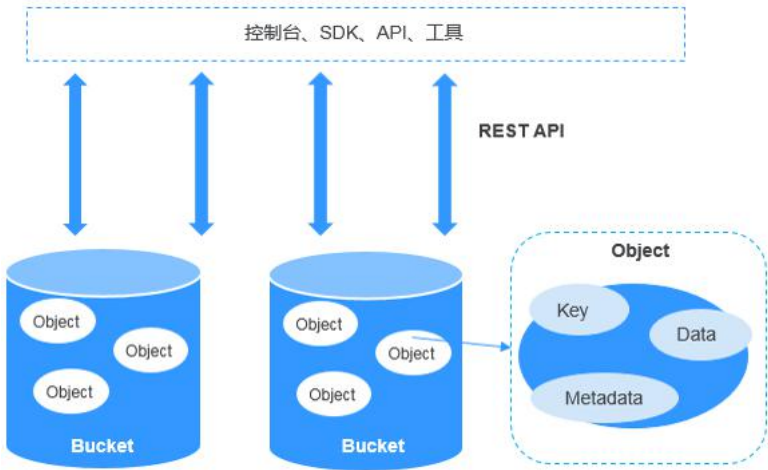 控制台、SDK、API、工具
REST API
Object
Object
Object
Object
Bucket
Object
Object
Object
Bucket
Key
Data
Metadata